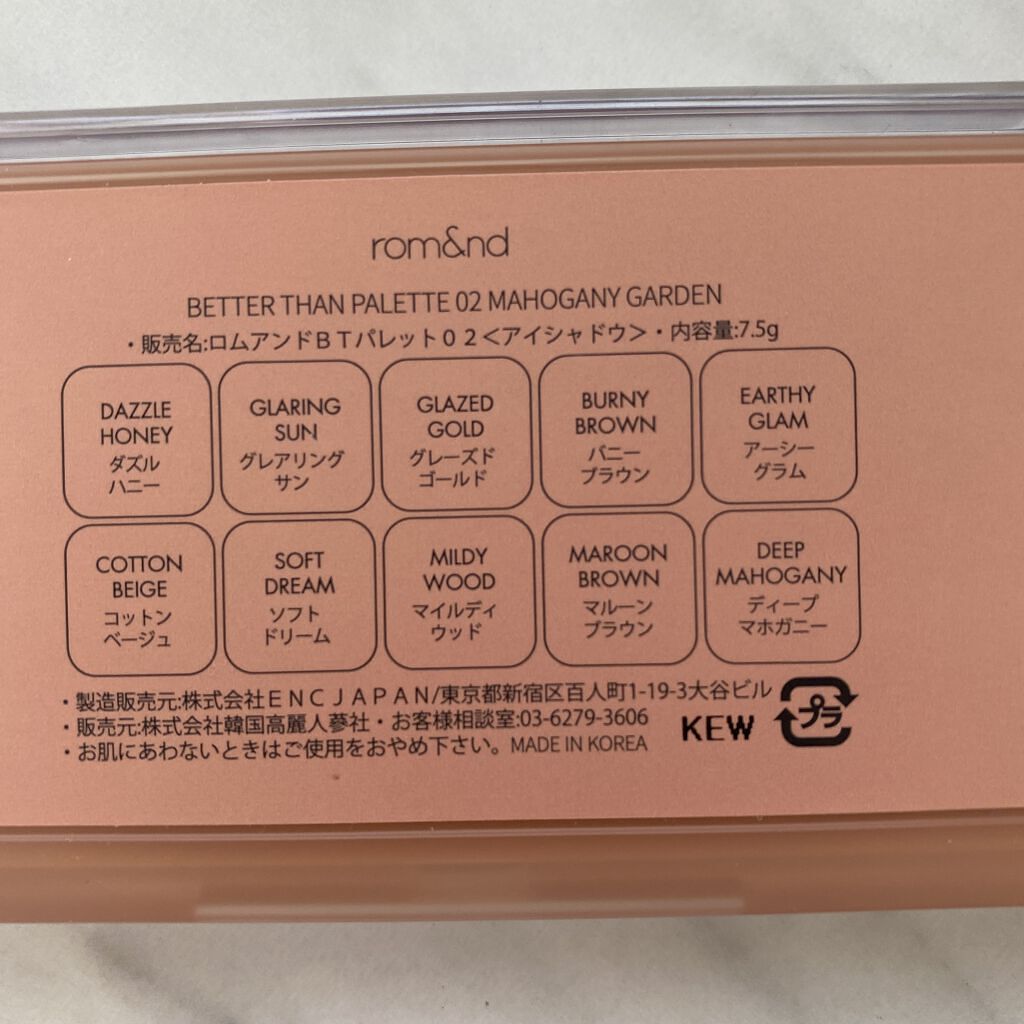 rom&nd
BETTER THAN PALETTE 02 MAHOGANY GARDEN
・販売名:ロムアンドBTパレット02<アイシャドウ>・内容量:7.5g
DAZZLE
HONEY
ダズル
ハニー
GLARING
SUN
グレアリング
サン
GLAZED
GOLD
グレーズド
ゴールド
BURNY
BROWN
バニー
ブラウン
EARTHY
GLAM
アーシー
グラム
COTTON
BEIGE
コットン
ベージュ
SOFT
DREAM
ソフト
ドリーム
MILDY
WOOD
マイルディ
ウッド
MAROON
BROWN
マルーン
ブラウン
DEEP
MAHOGANY
ディープ
マホガニー
・製造販売元:株式会社ENCJAPAN/東京都新宿区百人町1-19-3大谷ビル
・販売元:株式会社韓国高麗人蔘社・お客様相談室:03-6279-3606
・お肌にあわないときはご使用をおやめ下さい。MADE IN KOREA
KEW
プラ